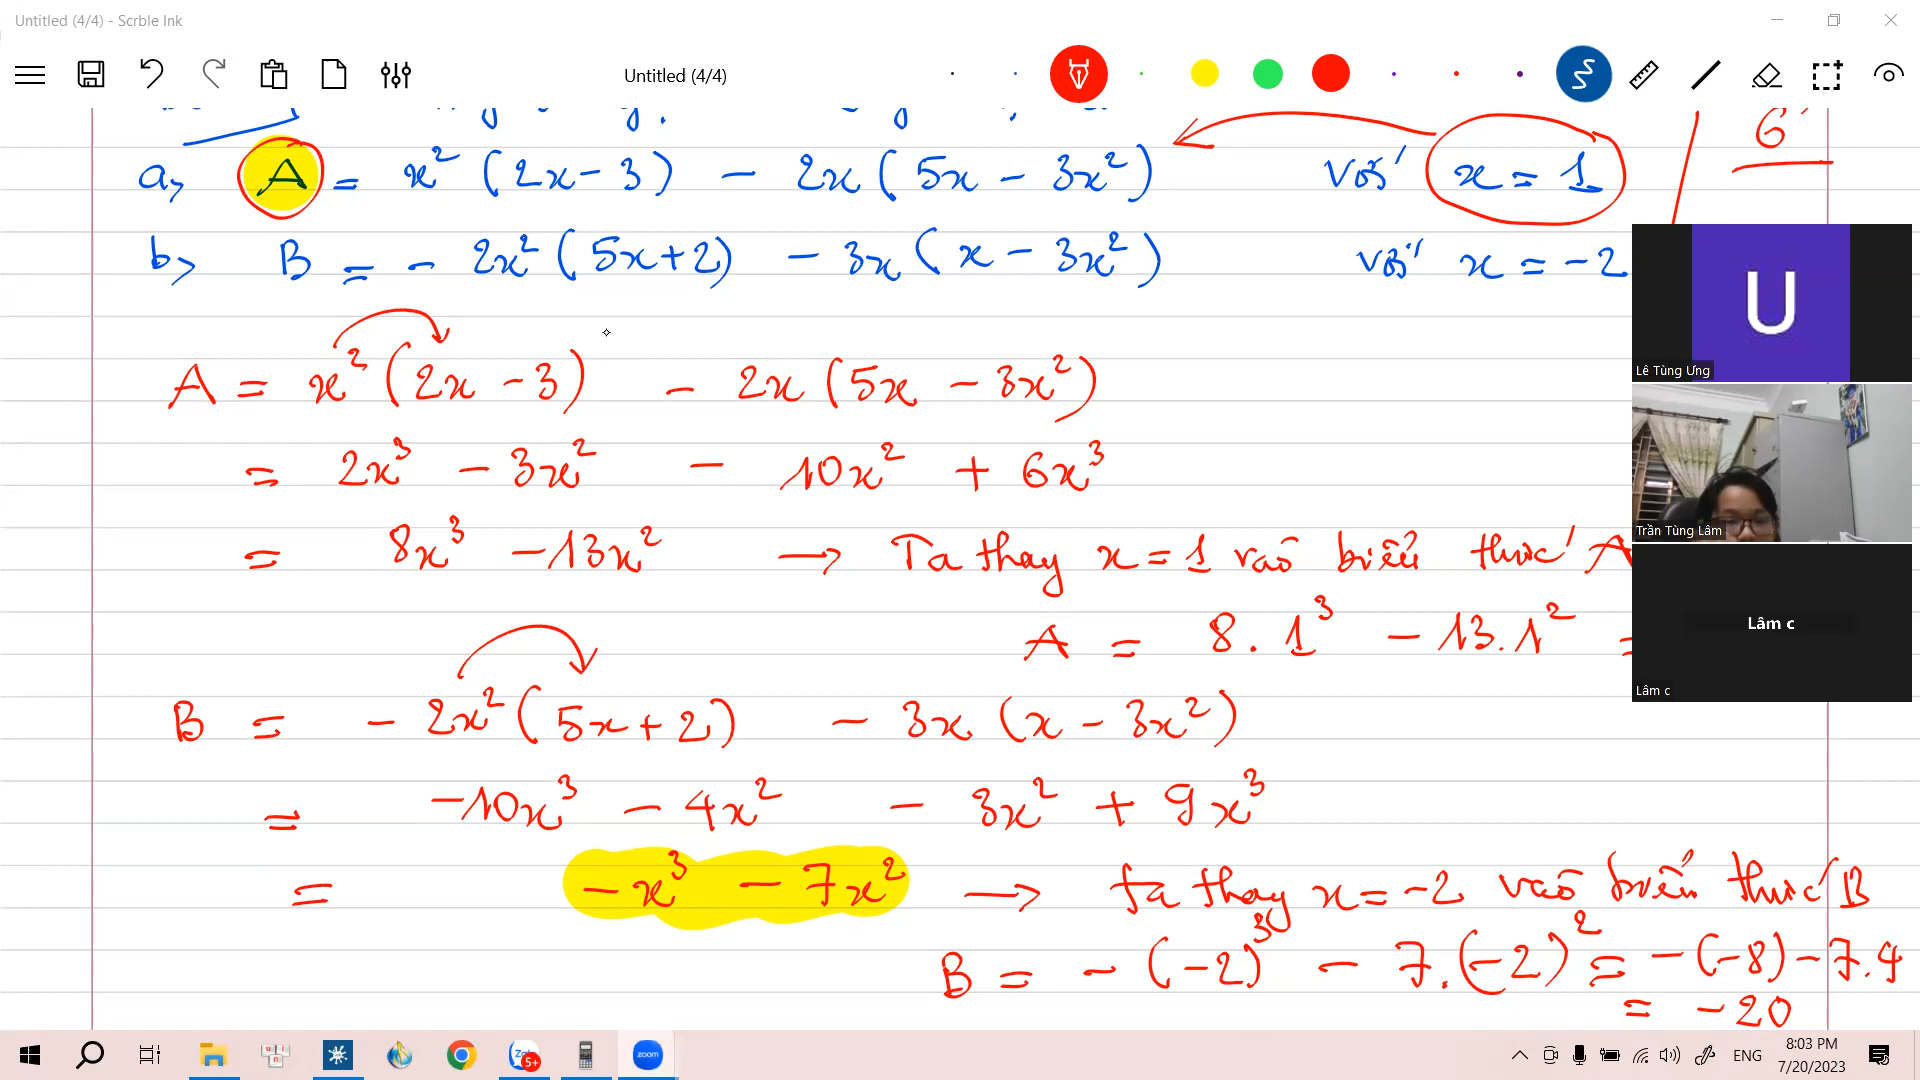 Untitled (4/4) - Scrble Ink
Untitled (4/4)
6
a, A = x² (2x - 3) - 2x (5x - 3x²) với x = 1
b, B = - 2x² (5x + 2) - 3x (x - 3x²) với x = -2
A = x² (2x - 3) - 2x (5x - 3x²)
= 2x³ - 3x² - 10x² + 6x³
= 8x³ - 13x² → Ta thay x = 1 vào biểu thức A
A = 8. 1³ - 13. 1² =
B = - 2x² (5x + 2) - 3x (x - 3x²)
= -10x³ - 4x² - 3x² + 9x³
= - x³ - 7x² → ta thay x = -2 vào biểu thức B
B = - (-2)³ - 7. (-2)² = - (-8) - 7.4
= - 20
U
Lê Tùng Ưng
Trần Tùng Lâm
Lâm c
Lâm c
5+
zoom
ENG
8:03 PM
7/20/2023